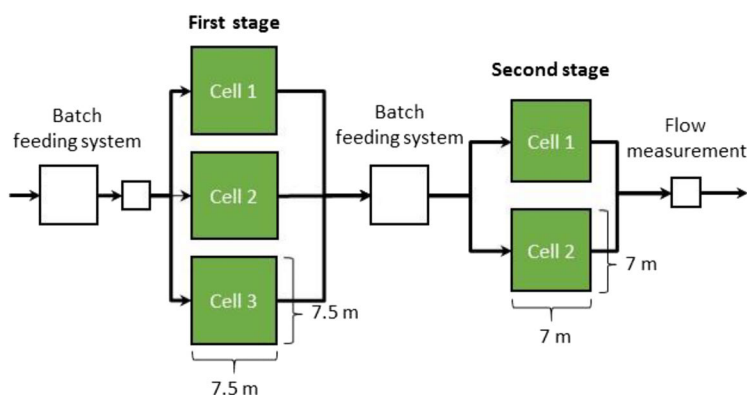 First stage
Cell 1
Cell 2
Cell 3
7.5 m
7.5 m
Batch
feeding system
Batch
feeding system
Second stage
Cell 1
Cell 2
7 m
7 m
Flow
measurement